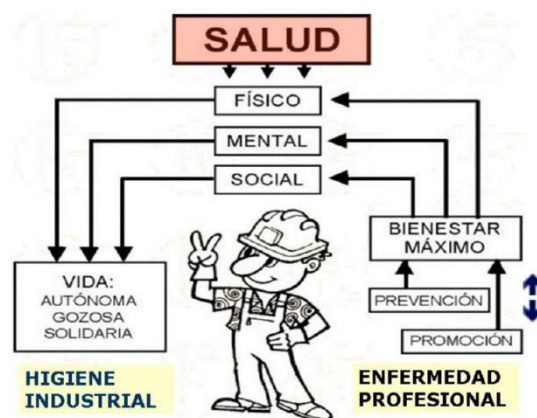 SALUD
FÍSICO
MENTAL
SOCIAL
BIENESTAR
MÁXIMO
VIDA:
AUTÓNOMA
GOZOSA
SOLIDARIA
PREVENCIÓN
PROMOCIÓN
HIGIENE
INDUSTRIAL
ENFERMEDAD
PROFESIONAL